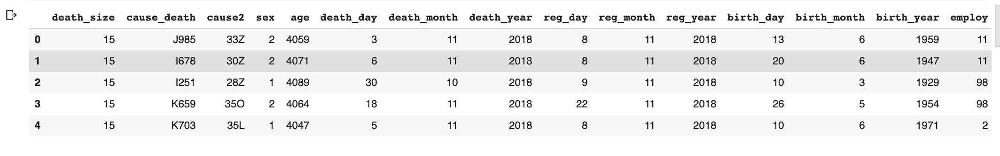 death_size cause_death cause2 sex age death_day death_month death_year reg_day reg_month reg_year birth_day birth_month birth_year employ
0 15 J985 33Z 2 4059 3 11 2018 8 11 2018 13 6 1959 11
1 15 I678 30Z 2 4071 6 11 2018 8 11 2018 20 6 1947 11
2 15 I251 28Z 1 4089 30 10 2018 9 11 2018 10 3 1929 98
3 15 K659 35O 2 4064 18 11 2018 22 11 2018 26 5 1954 98
4 15 K703 35L 1 4047 5 11 2018 8 11 2018 10 6 1971 2